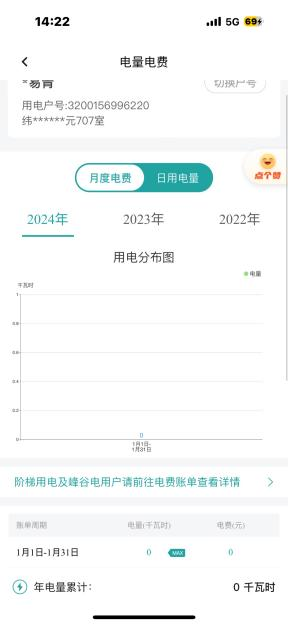 14:22
5G 69
电量电费
*易青
切换户号
用电户号:3200156996220
纬******元707室
月度电费 日用电量
点个赞
2024年 2023年 2022年
用电分布图
电量
千瓦时
1
0.8
0.6
0.4
0.2
0
0
1月1日-
1月31日
阶梯用电及峰谷电用户请前往电费账单查看详情
账单周期 电量(千瓦时) 电费(元)
1月1日-1月31日 0 MAX 0
年电量累计: 0 千瓦时